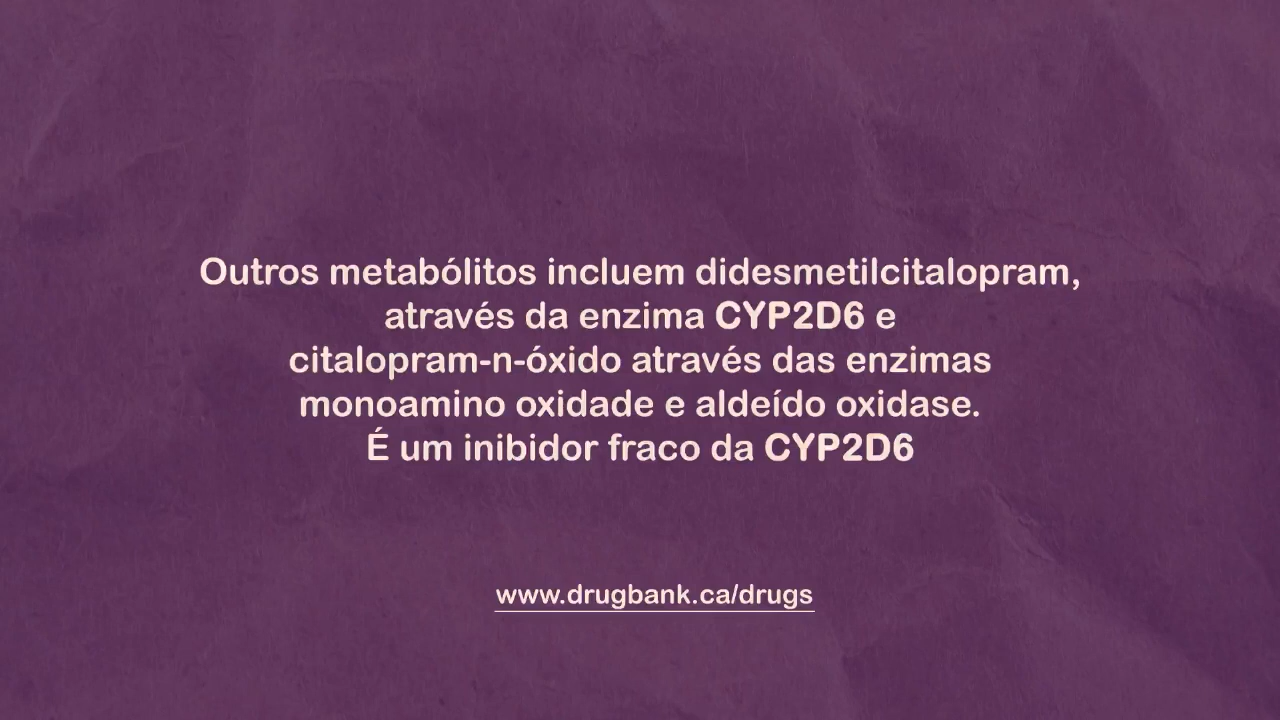 Outros metabólitos incluem didesmetilcitalopram,
através da enzima CYP2D6 e
citalopram-n-óxido através das enzimas
monoamino oxidade e aldeído oxidase.
É um inibidor fraco da CYP2D6
www.drugbank.ca/drugs